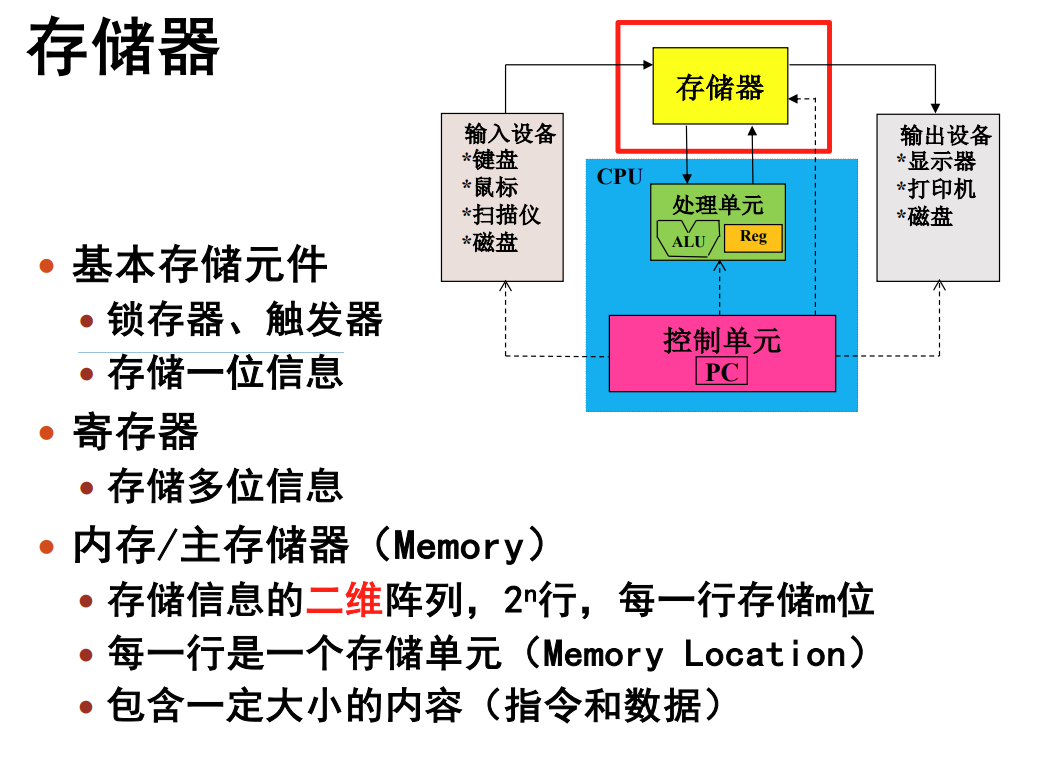 存储器
存储器
输入设备
*键盘
*鼠标
*扫描仪
*磁盘
CPU
处理单元
ALU
Reg
控制单元
PC
输出设备
*显示器
*打印机
*磁盘
• 基本存储元件
• 锁存器、触发器
• 存储一位信息
• 寄存器
• 存储多位信息
• 内存/主存储器（Memory）
• 存储信息的二维阵列，2ⁿ行，每一行存储m位
• 每一行是一个存储单元（Memory Location）
• 包含一定大小的内容（指令和数据）